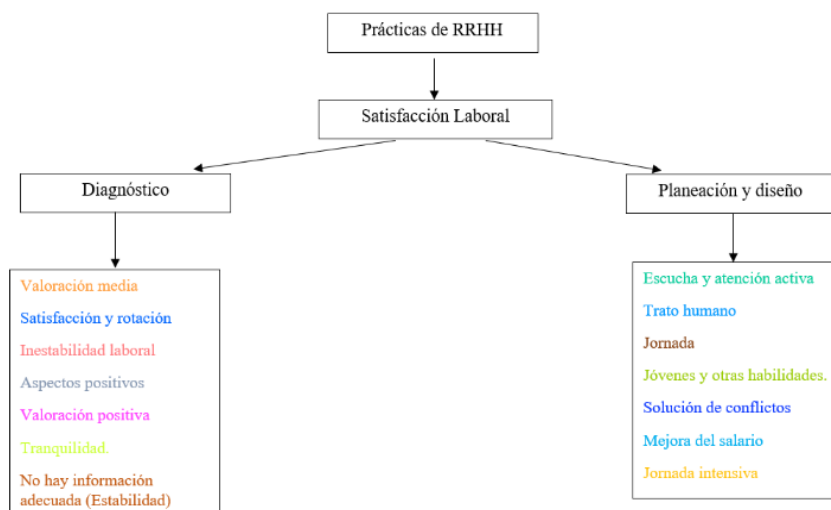 Prácticas de RRHH
Satisfacción Laboral
Diagnóstico
Planeación y diseño
Valoración media
Satisfacción y rotación
Inestabilidad laboral
Aspectos positivos
Valoración positiva
Tranquilidad.
No hay información
adecuada (Estabilidad)
Escucha y atención activa
Trato humano
Jornada
Jóvenes y otras habilidades.
Solución de conflictos
Mejora del salario
Jornada intensiva